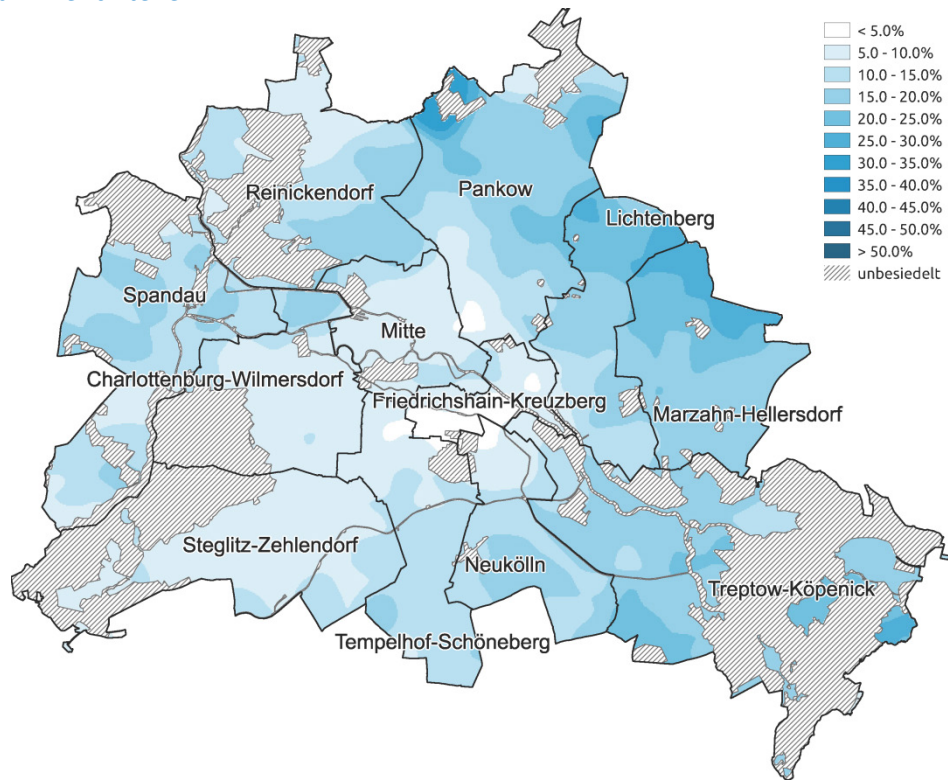 < 5.0%
5.0 - 10.0%
10.0 - 15.0%
15.0 - 20.0%
20.0 - 25.0%
25.0 - 30.0%
30.0 - 35.0%
35.0 - 40.0%
40.0 - 45.0%
45.0 - 50.0%
> 50.0%
unbesiedelt
Reinickendorf
Pankow
Lichtenberg
Spandau
Mitte
Charlottenburg-Wilmersdorf
Friedrichshain-Kreuzberg
Marzahn-Hellersdorf
Steglitz-Zehlendorf
Neukölln
Treptow-Köpenick
Tempelhof-Schöneberg